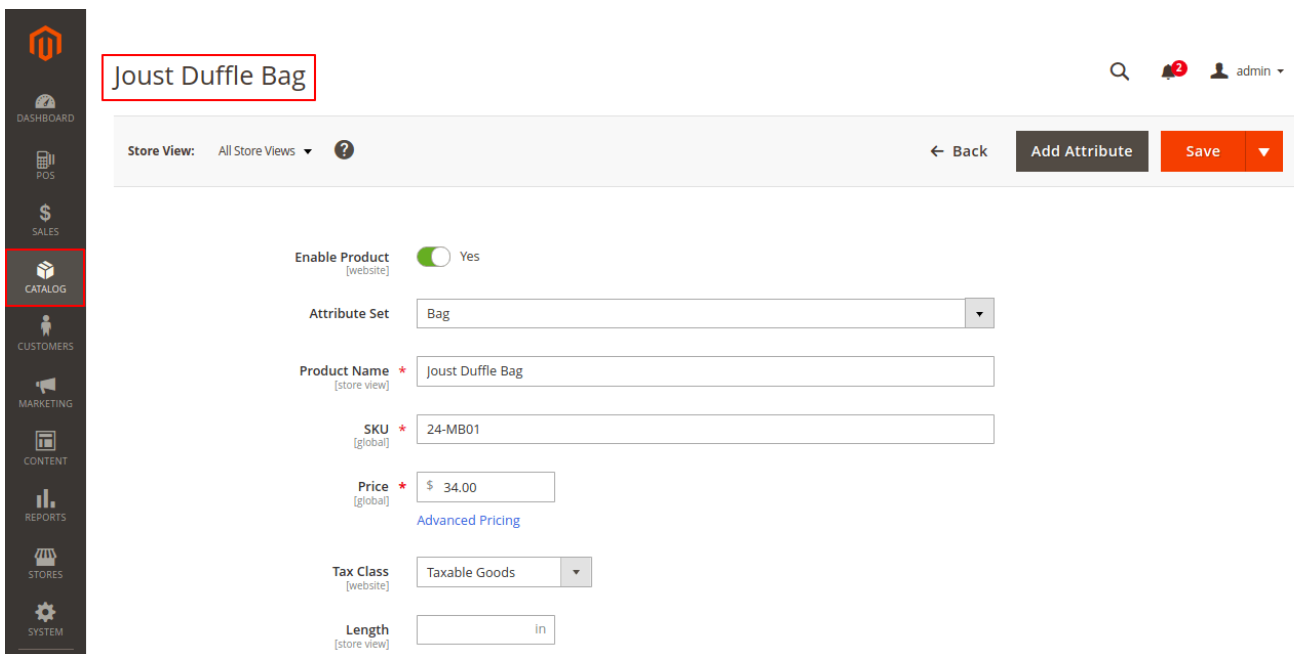 Joust Duffle Bag
2
admin
DASHBOARD
POS
SALES
CATALOG
CUSTOMERS
MARKETING
CONTENT
REPORTS
STORES
SYSTEM
Store View: All Store Views ?
← Back
Add Attribute
Save
Enable Product Yes
[website]
Attribute Set Bag
Product Name * Joust Duffle Bag
[store view]
SKU * 24-MB01
[global]
Price * $ 34.00
[global]
Advanced Pricing
Tax Class Taxable Goods
[website]
Length in
[store view]